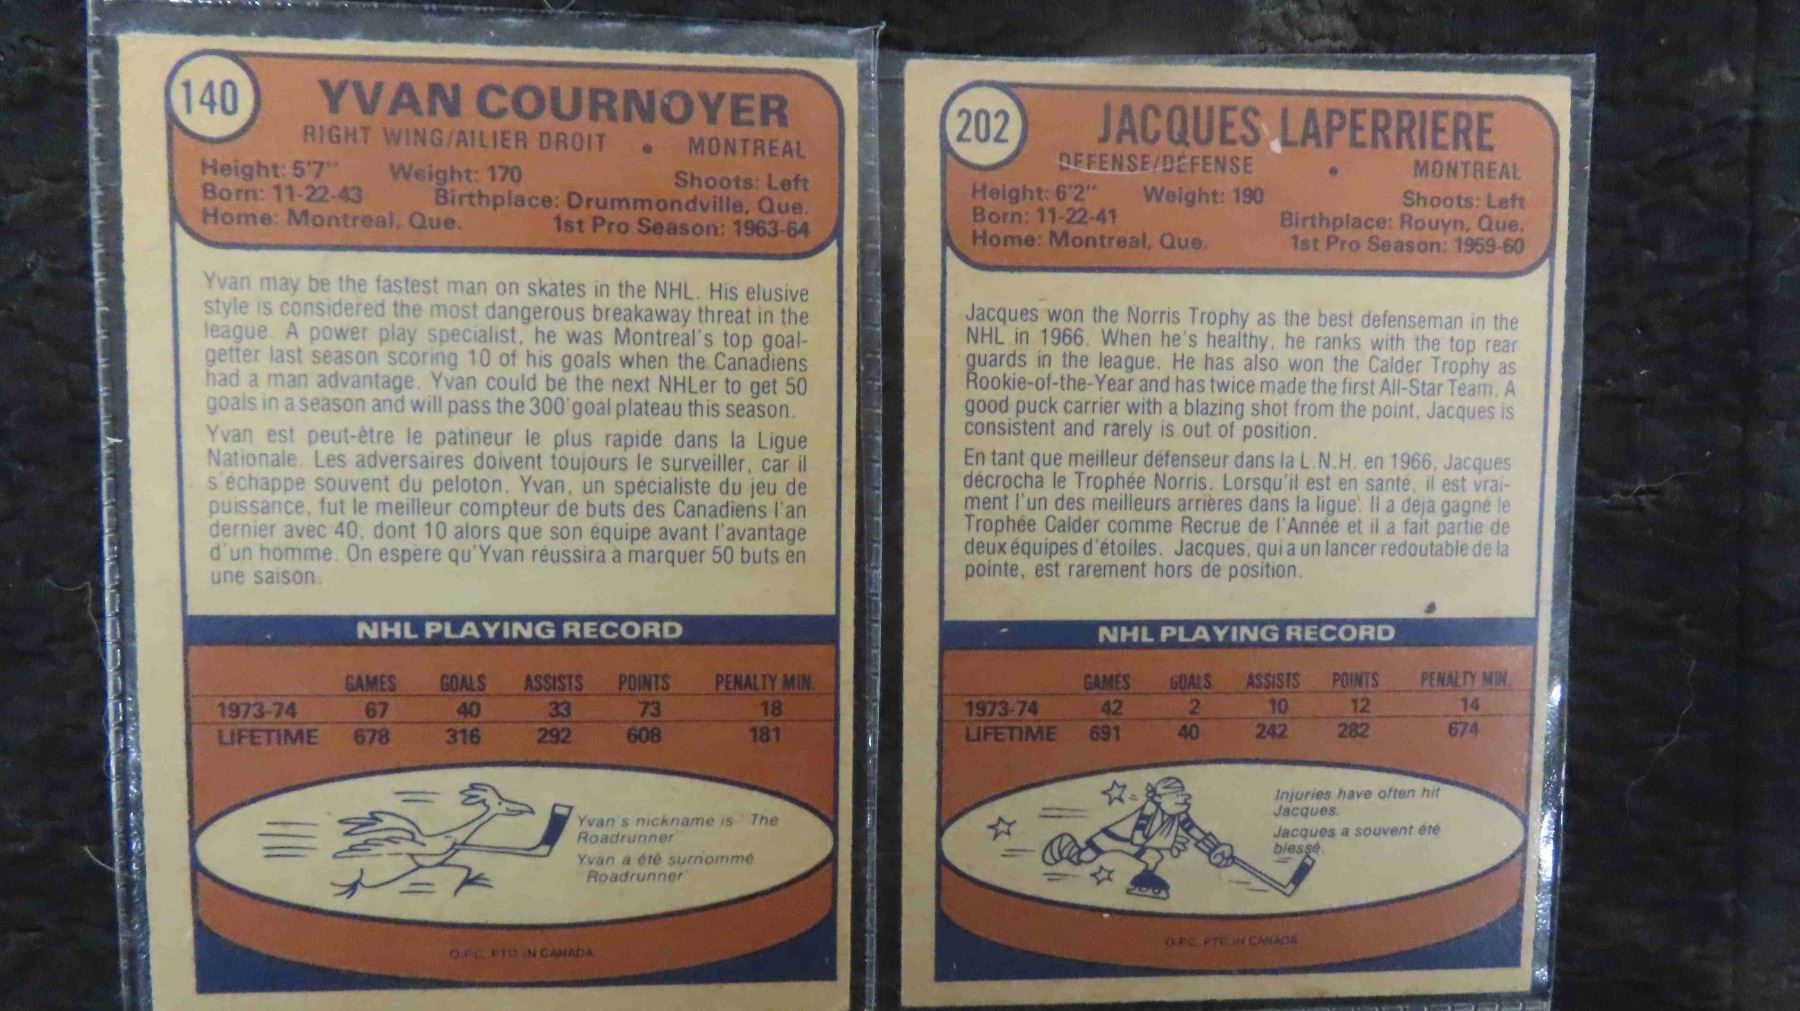 140
YVAN COURNOYER
RIGHT WING/AILIER DROIT • MONTREAL
Height: 5'7" Weight: 170 Shoots: Left
Born: 11-22-43 Birthplace: Drummondville, Que.
Home: Montreal, Que. 1st Pro Season: 1963-64
Yvan may be the fastest man on skates in the NHL. His elusive
style is considered the most dangerous breakaway threat in the
league. A power play specialist, he was Montreal's top goal-
getter last season scoring 10 of his goals when the Canadiens
had a man advantage. Yvan could be the next NHLer to get 50
goals in a season and will pass the 300 goal plateau this season.
Yvan est peut-être le patineur le plus rapide dans la Ligue
Nationale. Les adversaires doivent toujours le surveiller, car il
s'échappe souvent du peloton. Yvan, un spécialiste du jeu de
puissance, fut le meilleur compteur de buts des Canadiens l'an
dernier avec 40, dont 10 alors que son équipe avant l'avantage
d'un homme. On espère qu'Yvan réussira à marquer 50 buts en
une saison.
NHL PLAYING RECORD
GAMES GOALS ASSISTS POINTS PENALTY MIN.
1973-74 67 40 33 73 18
LIFETIME 678 316 292 608 181
Yvan's nickname is "The
Roadrunner"
Yvan a été surnommé
"Roadrunner"
O.P.C. PTD. IN CANADA
202
JACQUES LAPERRIERE
DEFENSE/DÉFENSE • MONTREAL
Height: 6'2" Weight: 190 Shoots: Left
Born: 11-22-41 Birthplace: Rouyn, Que.
Home: Montreal, Que. 1st Pro Season: 1959-60
Jacques won the Norris Trophy as the best defenseman in the
NHL in 1966. When he's healthy, he ranks with the top rear
guards in the league. He has also won the Calder Trophy as
Rookie-of-the-Year and has twice made the first All-Star Team. A
good puck carrier with a blazing shot from the point, Jacques is
consistent and rarely is out of position.
En tant que meilleur défenseur dans la L.N.H. en 1966, Jacques
décrocha le Trophée Norris. Lorsqu'il est en santé, il est vrai-
ment l'un des meilleurs arrières dans la ligue. Il a déjà gagné le
Trophée Calder comme Recrue de l'Année et il a fait partie de
deux équipes d'étoiles. Jacques, qui a un lancer redoutable de la
pointe, est rarement hors de position.
NHL PLAYING RECORD
GAMES GOALS ASSISTS POINTS PENALTY MIN.
1973-74 42 2 10 12 14
LIFETIME 691 40 242 282 674
Injuries have often hit
Jacques.
Jacques a souvent été
blessé.
O.P.C. PTD. IN CANADA